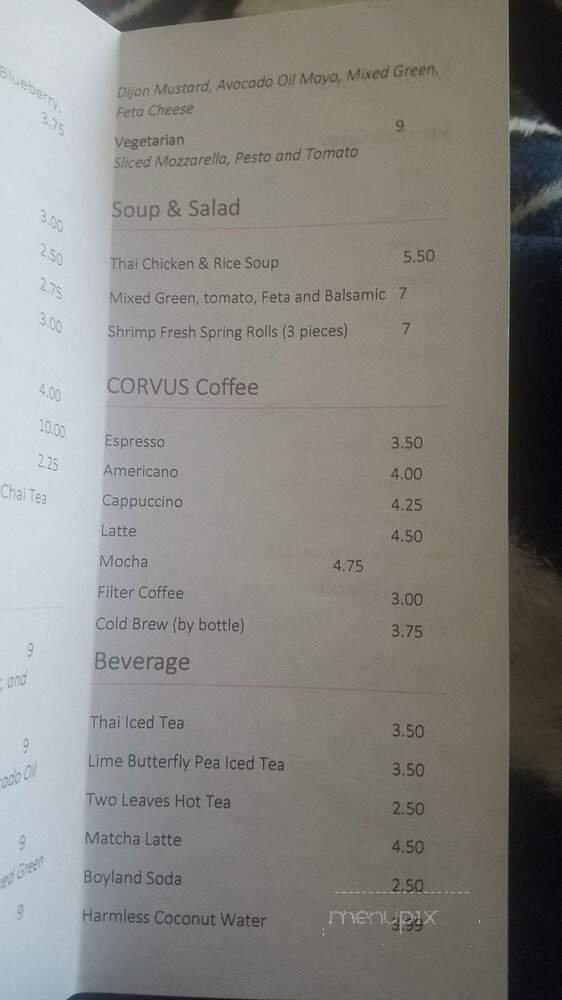 Blueberry,
3.75
3.00
2.50
2.75
3.00
4.00
10.00
2.25
Chai Tea
9
, and
9
Oil
9
Green
9
Dijon Mustard, Avocado Oil Mayo, Mixed Green,
Feta Cheese
Vegetarian 9
Sliced Mozzarella, Pesto and Tomato
Soup & Salad
Thai Chicken & Rice Soup 5.50
Mixed Green, tomato, Feta and Balsamic 7
Shrimp Fresh Spring Rolls (3 pieces) 7
CORVUS Coffee
Espresso 3.50
Americano 4.00
Cappuccino 4.25
Latte 4.50
Mocha 4.75
Filter Coffee 3.00
Cold Brew (by bottle) 3.75
Beverage
Thai Iced Tea 3.50
Lime Butterfly Pea Iced Tea 3.50
Two Leaves Hot Tea 2.50
Matcha Latte 4.50
Boyland Soda 2.50
Harmless Coconut Water 3.99
menupix